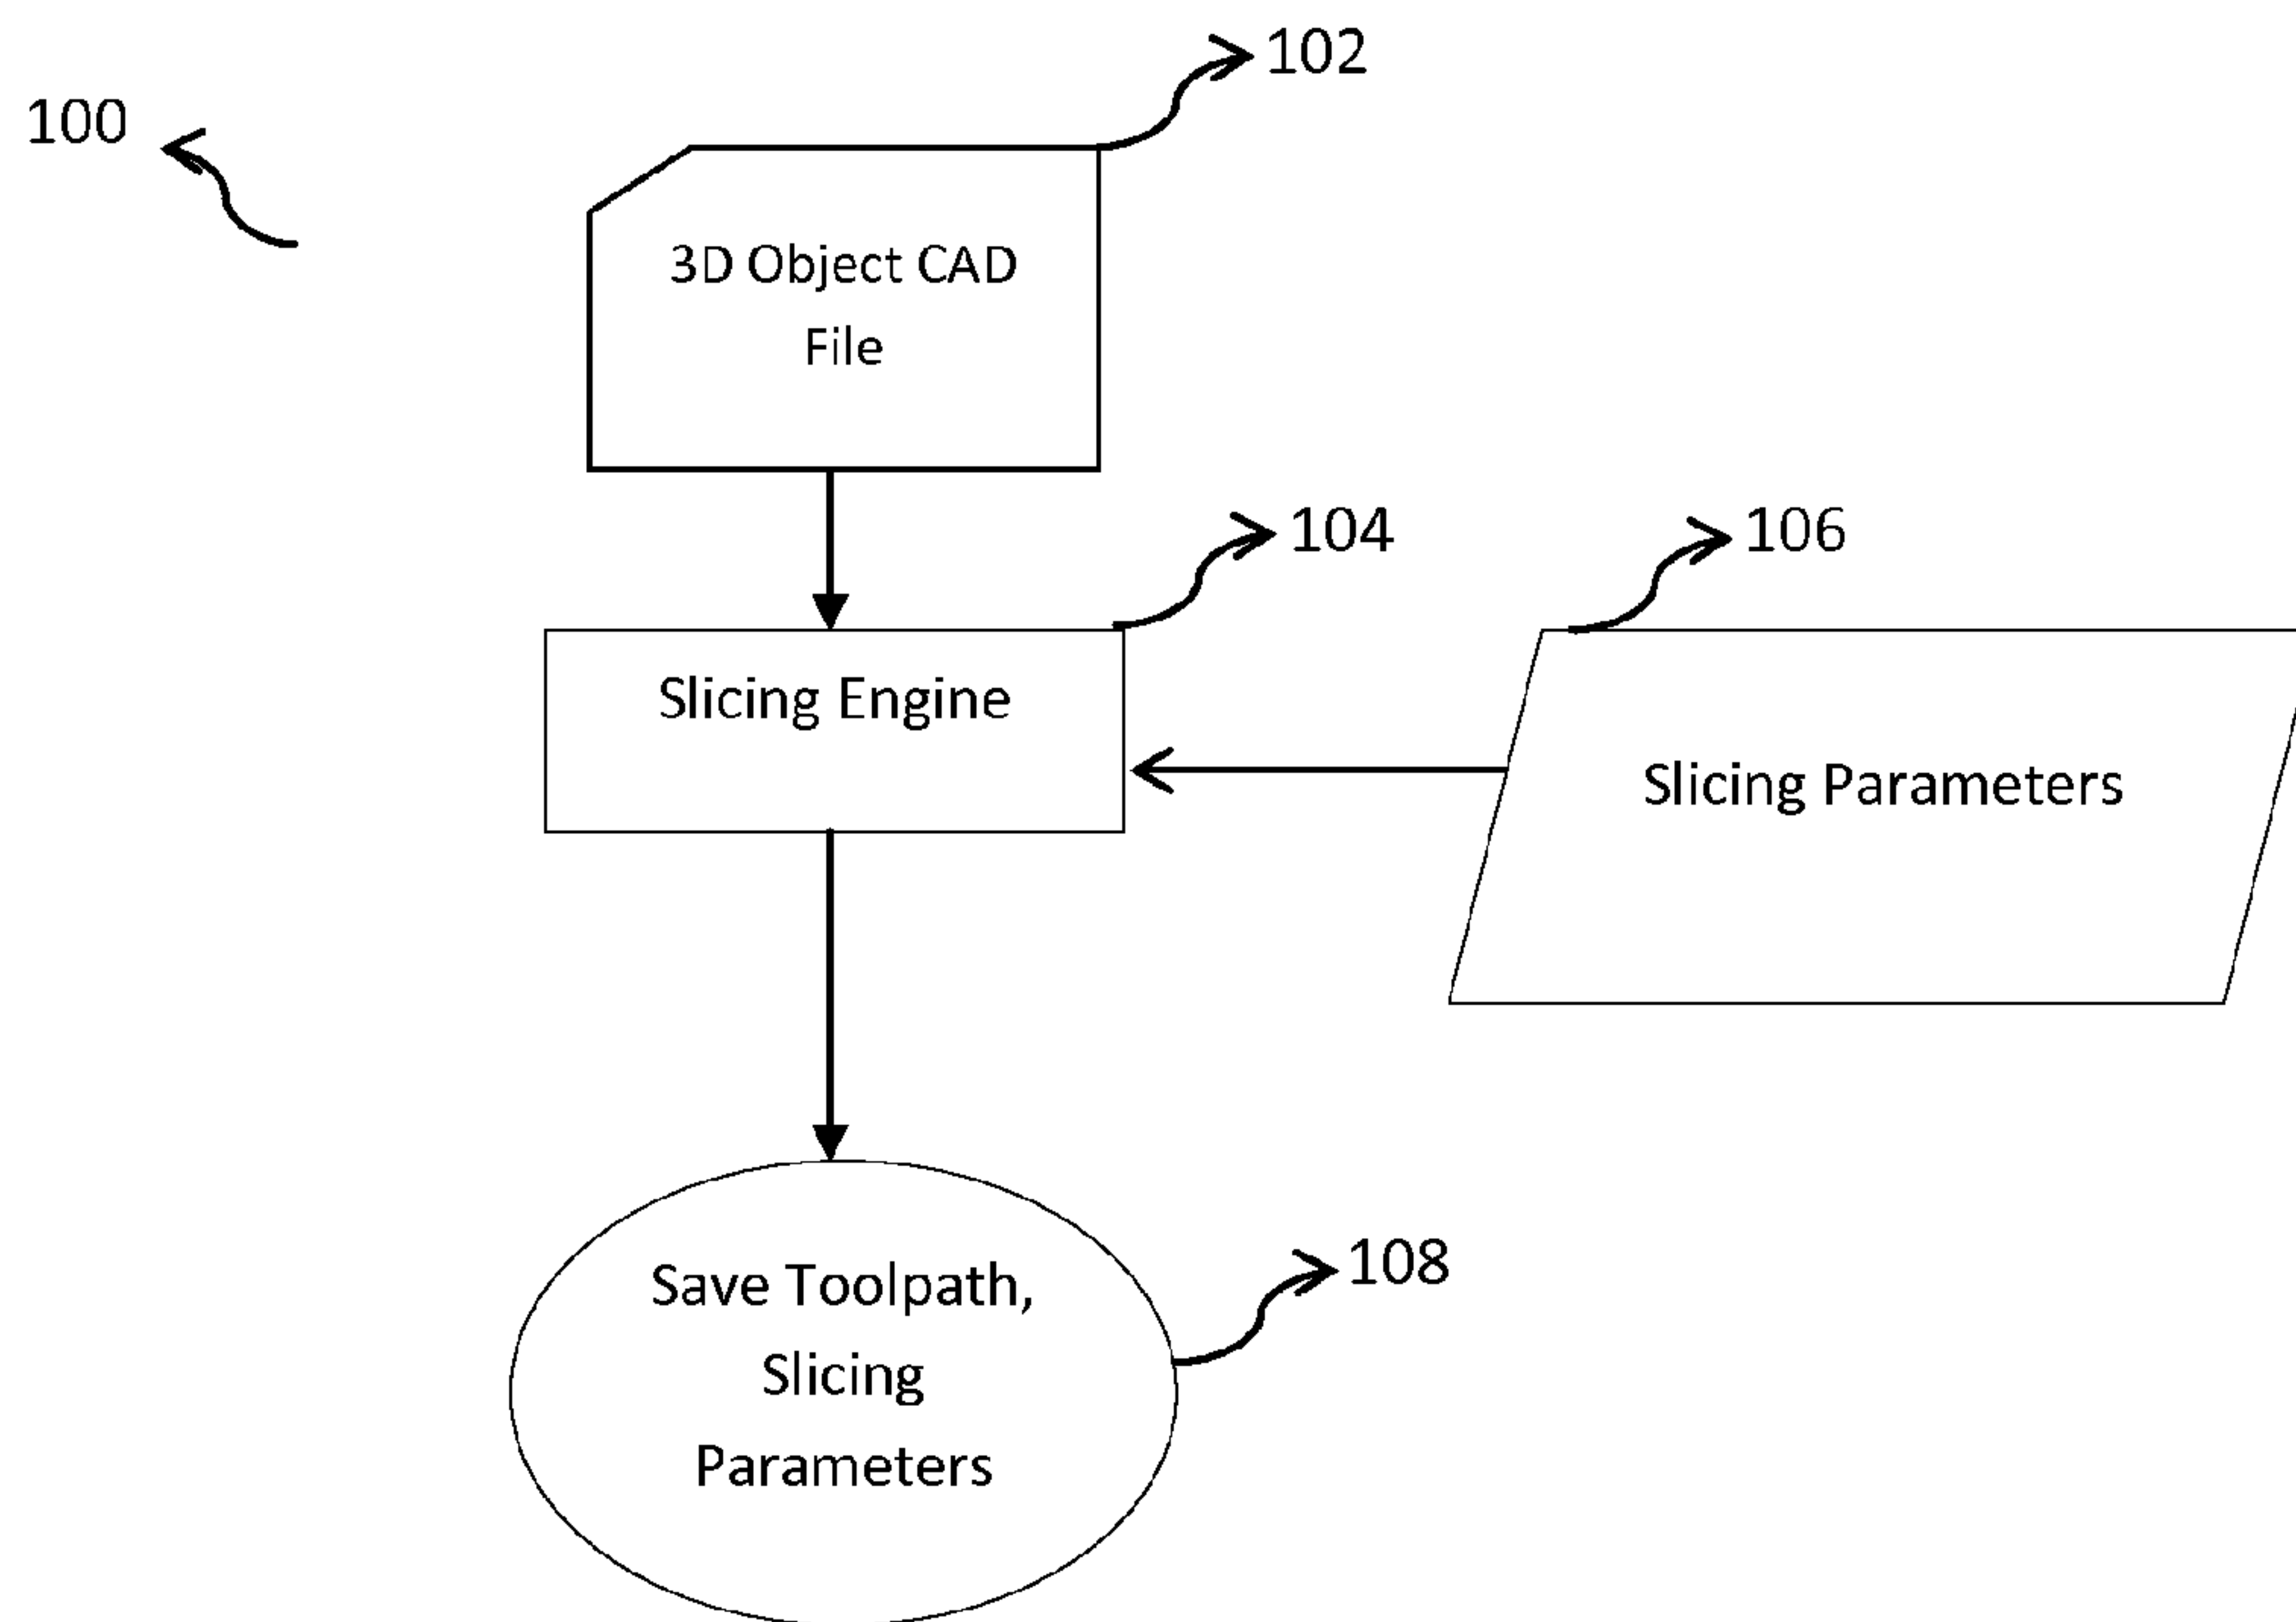 102
100
3D Object CAD
File
104
106
Slicing Engine
Slicing Parameters
Save Toolpath,
Slicing
Parameters
108